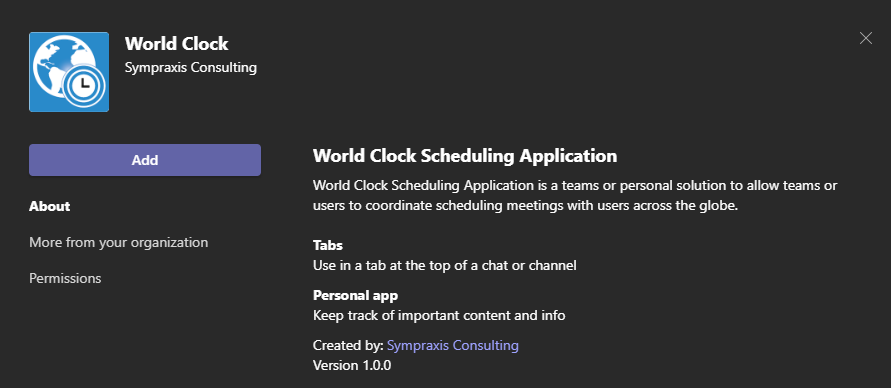 World Clock
Sympraxis Consulting
Add
About
More from your organization
Permissions
World Clock Scheduling Application
World Clock Scheduling Application is a teams or personal solution to allow teams or
users to coordinate scheduling meetings with users across the globe.
Tabs
Use in a tab at the top of a chat or channel
Personal app
Keep track of important content and info
Created by: Sympraxis Consulting
Version 1.0.0